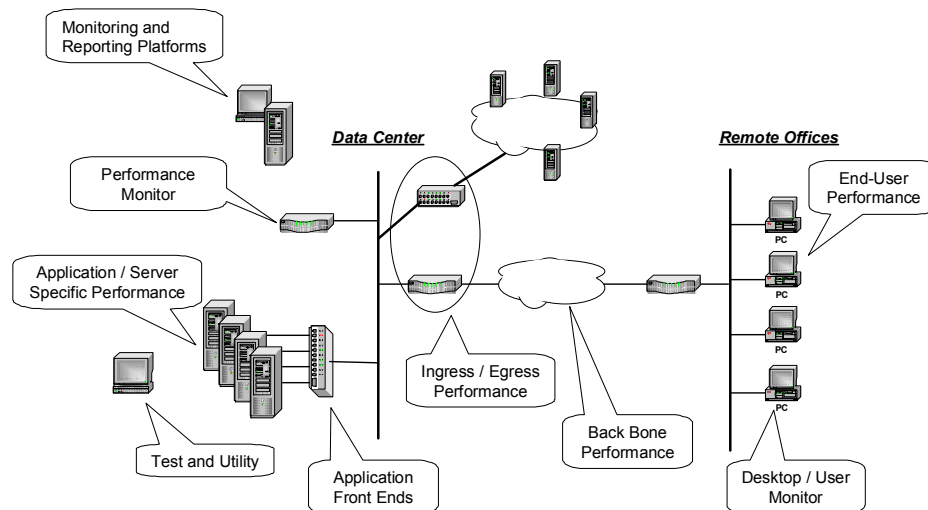 Monitoring and
Reporting Platforms
Data Center
Remote Offices
Performance
Monitor
End-User
Performance
PC
Application / Server
Specific Performance
PC
PC
Ingress / Egress
Performance
PC
Back Bone
Performance
Test and Utility
Application
Front Ends
Desktop / User
Monitor